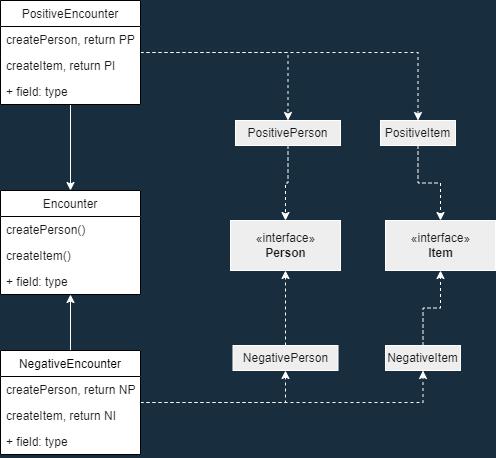 PositiveEncounter
createPerson, return PP
createItem, return PI
+ field: type
PositivePerson
PositiveItem
Encounter
createPerson()
createItem()
+ field: type
«interface»
Person
«interface»
Item
NegativeEncounter
createPerson, return NP
createItem, return NI
+ field: type
NegativePerson
NegativeItem